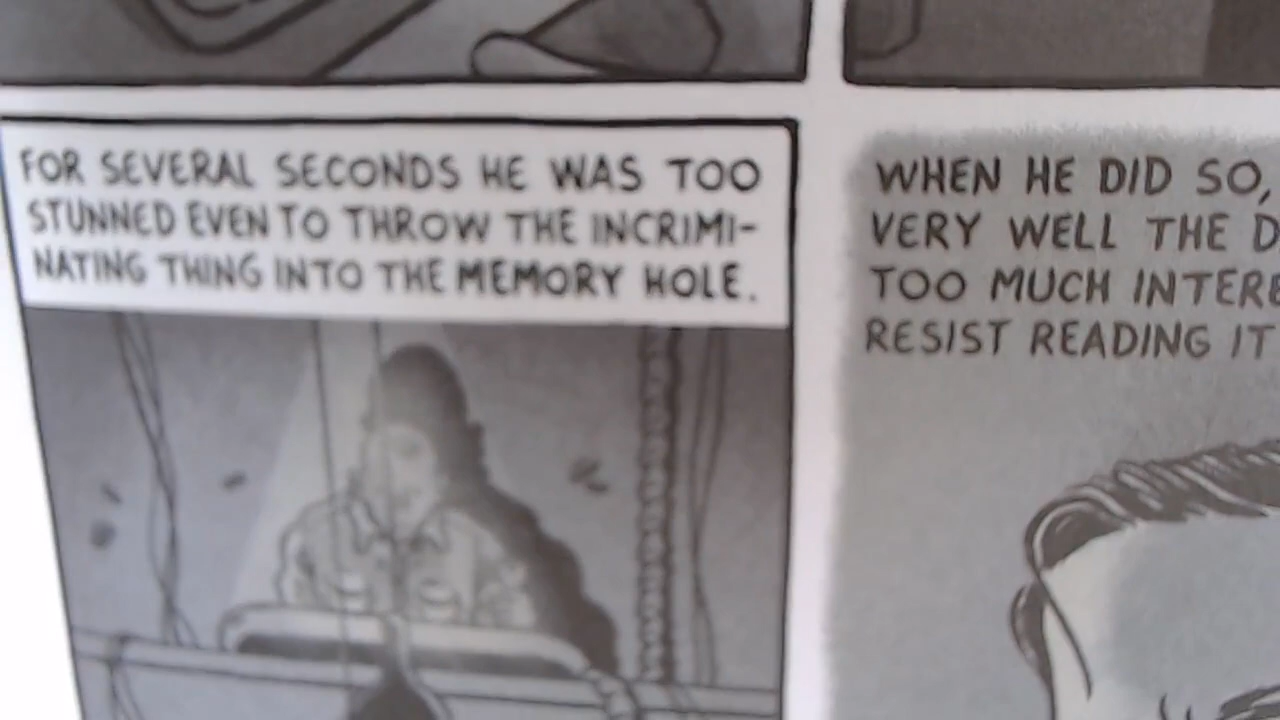 FOR SEVERAL SECONDS HE WAS TOO
STUNNED EVEN TO THROW THE INCRIMI-
NATING THING INTO THE MEMORY HOLE.
WHEN HE DID SO,
VERY WELL THE
TOO MUCH
RESIST READING IT